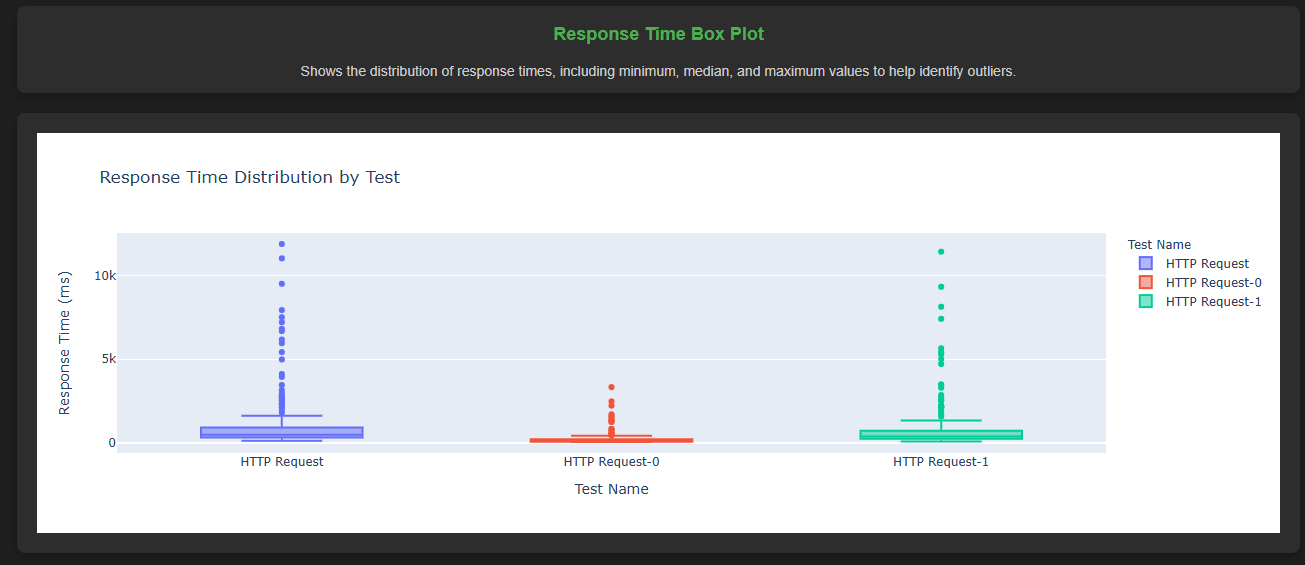 Response Time Box Plot
Shows the distribution of response times, including minimum, median, and maximum values to help identify outliers.
Response Time Distribution by Test
Response Time (ms)
10k
5k
0
HTTP Request
HTTP Request-0
HTTP Request-1
Test Name
Test Name
HTTP Request
HTTP Request-0
HTTP Request-1